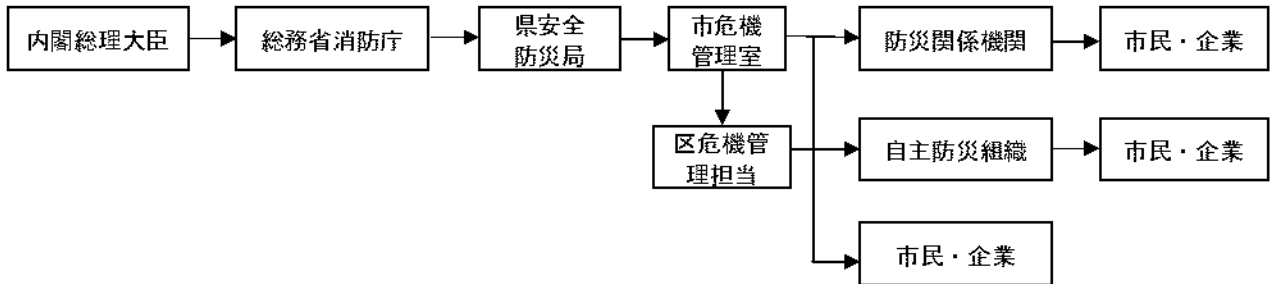 内閣総理大臣
総務省消防庁
県安全
防災局
市危機
管理室
防災関係機関
市民・企業
区危機管
理担当
自主防災組織
市民・企業
市民・企業